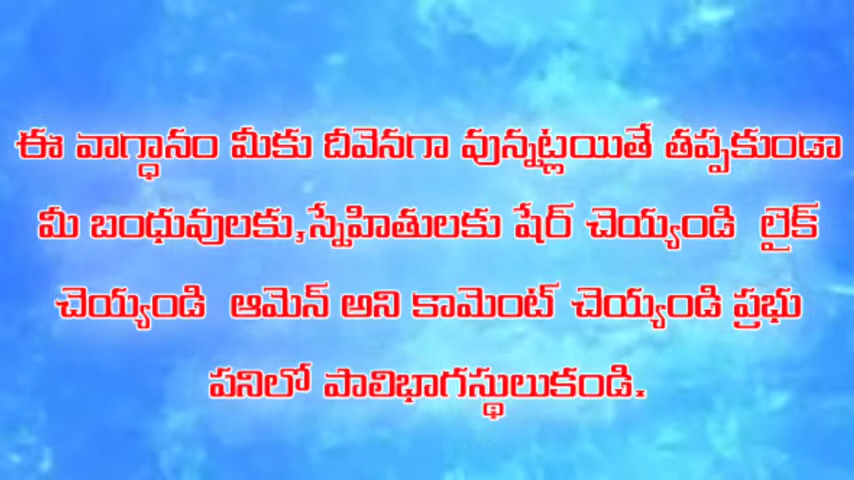 ఈ వాగ్ధానం మీకు దీవెనగా వున్నట్లయితే తప్పకుండా
మీ బంధువులకు,స్నేహితులకు షేర్ చెయ్యండి లైక్
చెయ్యండి ఆమెన్ అని కామెంట్ చెయ్యండి ప్రభు
పనిలో పాలిభాగస్థులుకండి.